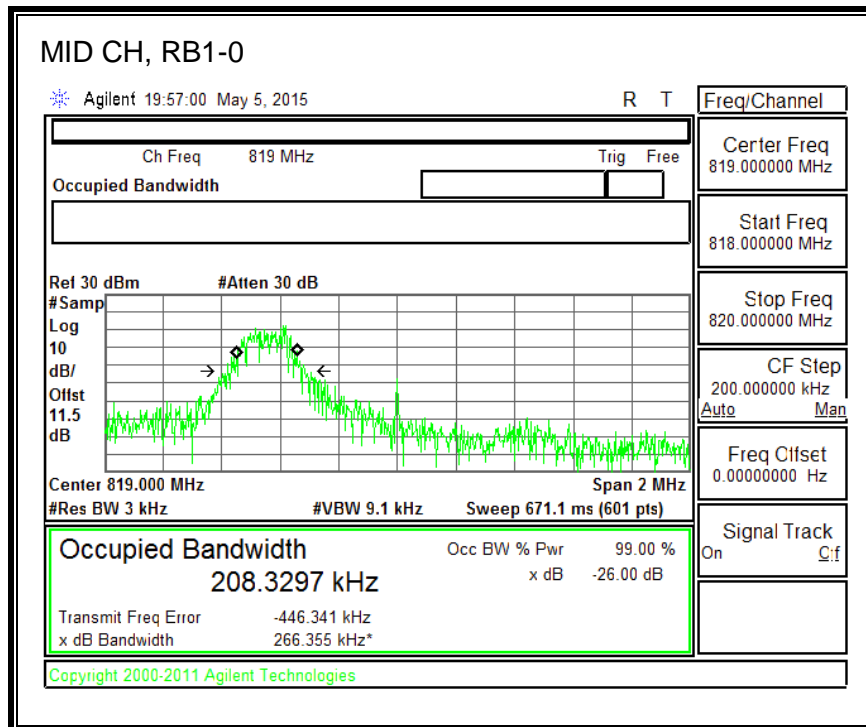 MID CH, RB1-0
Agilent 19:57:00 May 5, 2015 R T
Freq/Channel
Ch Freq 819 MHz Trig Free
Occupied Bandwidth
Center Freq
819.000000 MHz
Start Freq
818.000000 MHz
Stop Freq
820.000000 MHz
CF Step
200.000000 kHz
Auto Man
Freq Offset
0.00000000 Hz
Signal Track
On Off
Ref 30 dBm #Atten 30 dB
#Samp
Log
10
dB/
Offst
11.5
dB
Center 819.000 MHz Span 2 MHz
#Res BW 3 kHz #VBW 9.1 kHz Sweep 671.1 ms (601 pts)
Occupied Bandwidth
208.3297 kHz
Occ BW % Pwr 99.00 %
x dB -26.00 dB
Transmit Freq Error -446.341 kHz
x dB Bandwidth 266.355 kHz*
Copyright 2000-2011 Agilent Technologies